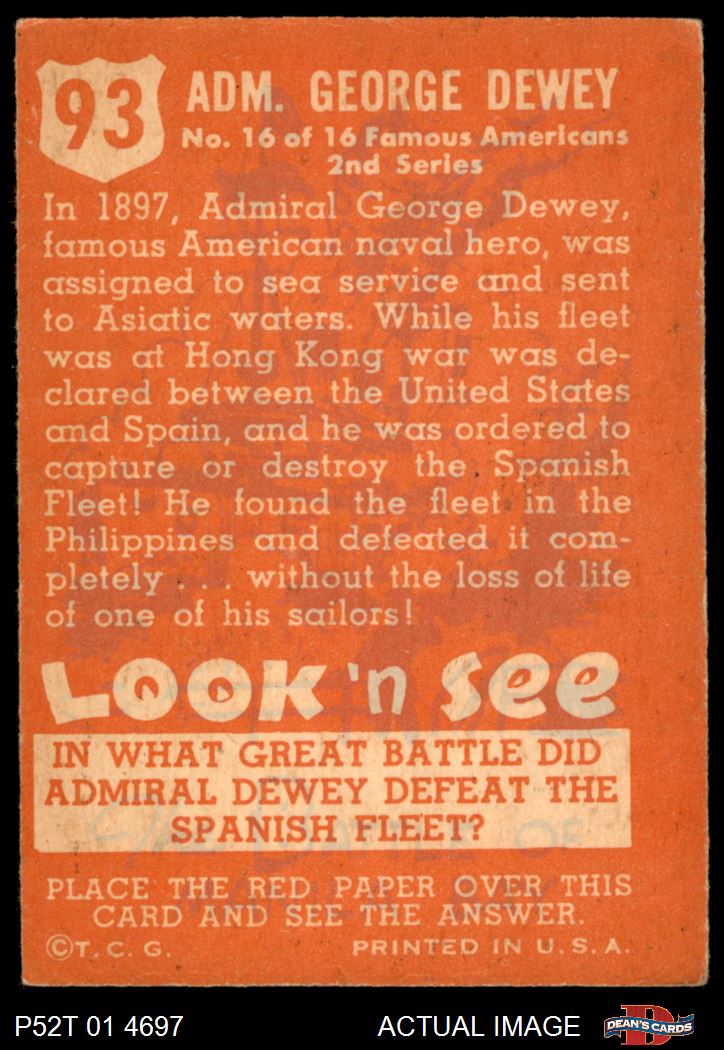 93
ADM. GEORGE DEWEY
No. 16 of 16 Famous Americans
2nd Series
In 1897, Admiral George Dewey,
famous American naval hero, was
assigned to sea service and sent
to Asiatic waters. While his fleet
was at Hong Kong war was de-
clared between the United States
and Spain, and he was ordered to
capture or destroy the Spanish
Fleet! He found the fleet in the
Philippines and defeated it com-
pletely . . . without the loss of life
of one of his sailors!
LOOK 'n See
IN WHAT GREAT BATTLE DID
ADMIRAL DEWEY DEFEAT THE
SPANISH FLEET?
The BATTLE OF
PLACE THE RED PAPER OVER THIS
CARD AND SEE THE ANSWER.
©T. C. G. PRINTED IN U. S. A.
P52T 01 4697 ACTUAL IMAGE DEAN'S CARDS